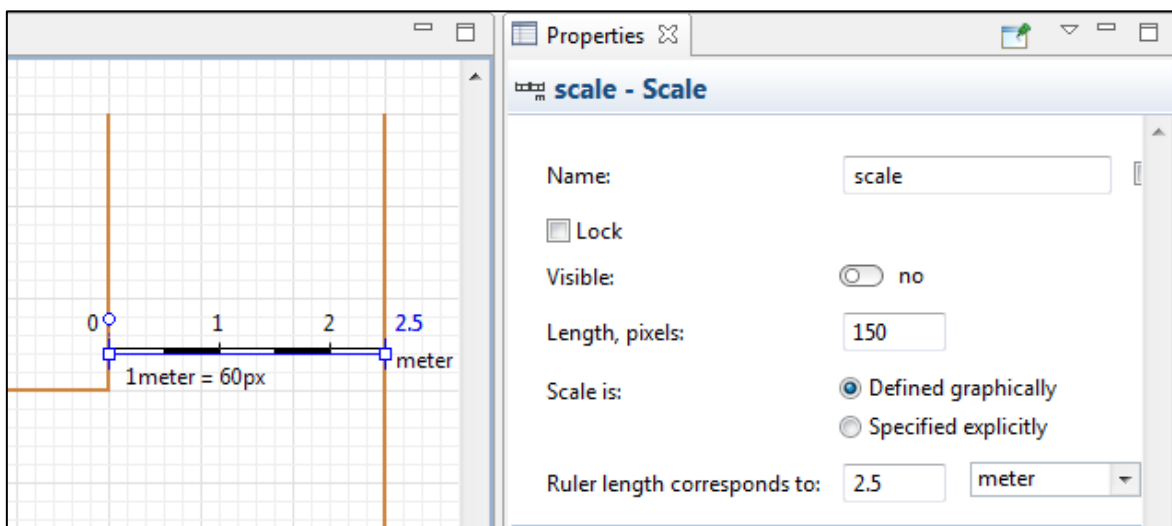 Properties
scale - Scale
Name: scale
Lock
Visible: no
Length, pixels: 150
Scale is: Defined graphically
Specified explicitly
Ruler length corresponds to: 2.5 meter
0 1 2 2.5
meter
1meter = 60px